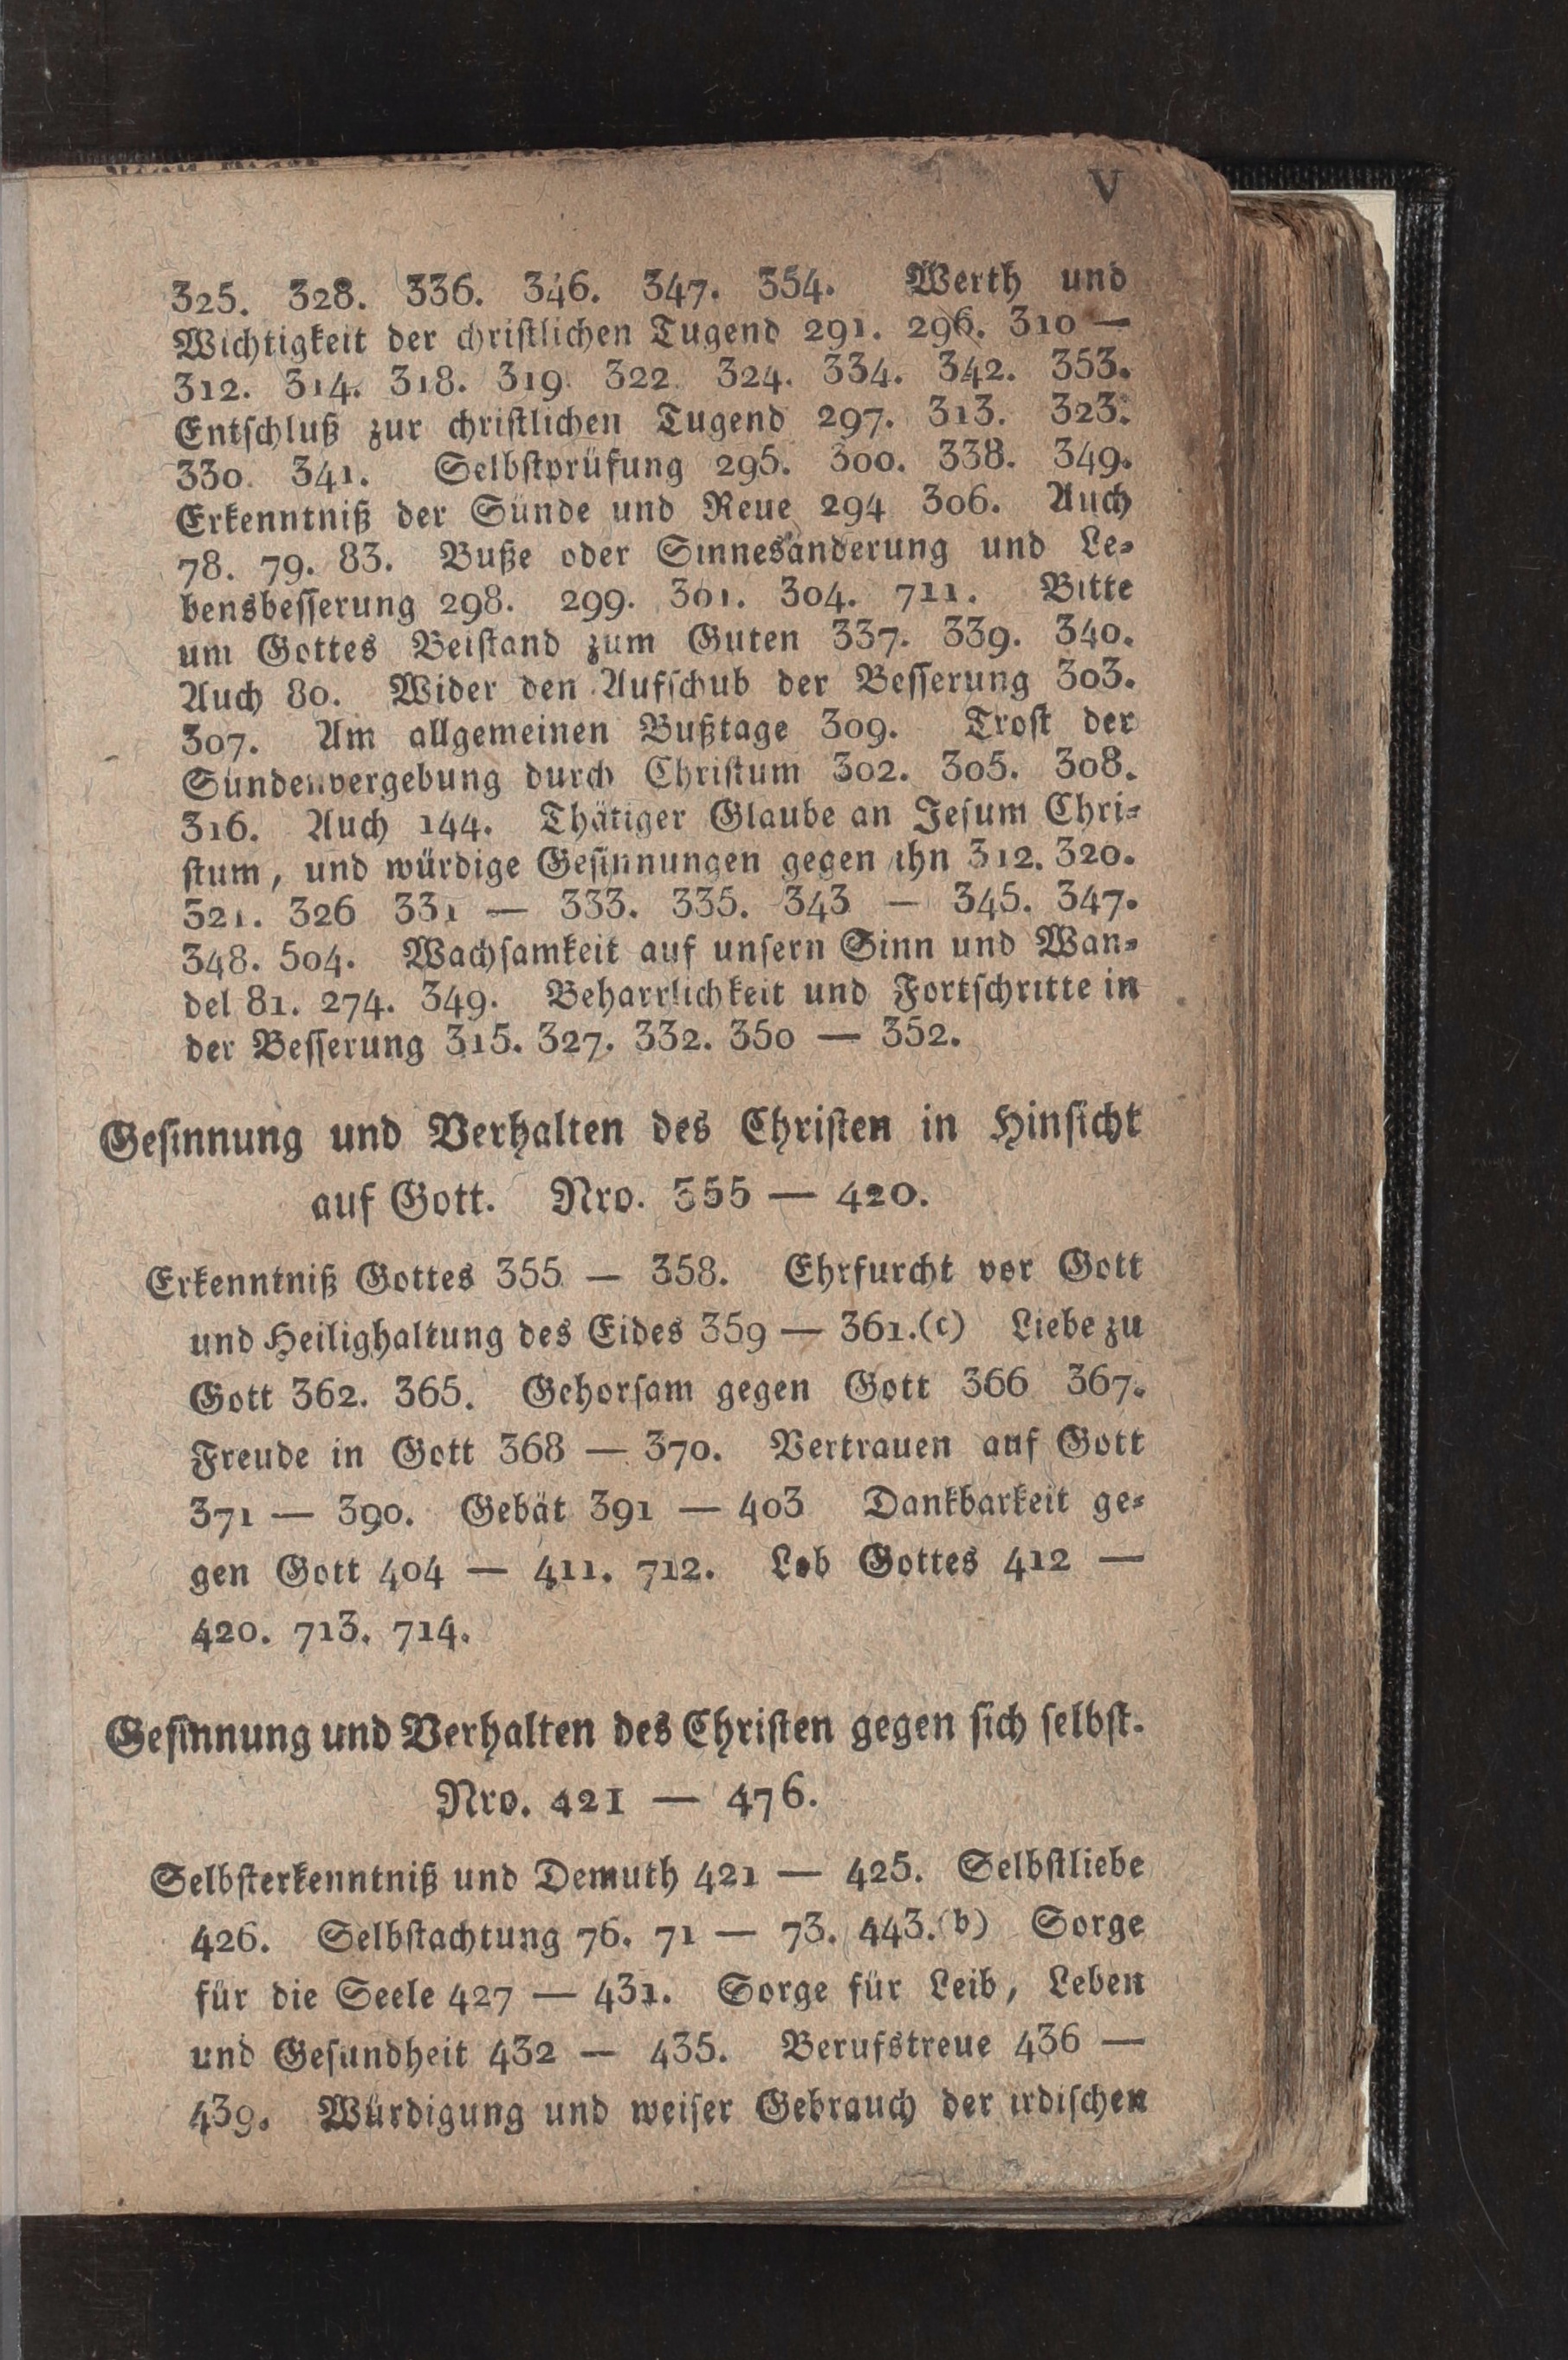 V
325. 328. 336. 346. 347. 354. Werth und
Wichtigkeit der chriſtlichen Tugend 291. 296. 310 —
312. 314. 318. 319. 322. 324. 334. 342. 353.
Entſchluß zur chriſtlichen Tugend 297. 313. 323.
330. 341. Selbſtprüfung 295. 300. 338. 349.
Erkenntniß der Sünde und Reue 294 306. Auch
78. 79. 83. Buße oder Sinnesänderung und Le⸗
bensbeſſerung 298. 299. 301. 304. 711. Bitte
um Gottes Beiſtand zum Guten 337. 339. 340.
Auch 80. Wider den Aufſchub der Beſſerung 303.
307. Am allgemeinen Bußtage 309. Troſt der
Sündenvergebung durch Chriſtum 302. 305. 308.
316. Auch 144. Thätiger Glaube an Jeſum Chri⸗
ſtum, und würdige Geſinnungen gegen ihn 312. 320.
321. 326 331 — 333. 335. 343 — 345. 347.
348. 504. Wachſamkeit auf unſern Sinn und Wan⸗
del 81. 274. 349. Beharrlichkeit und Fortſchritte in
der Beſſerung 315. 327. 332. 350 — 352.
Geſinnung und Verhalten des Chriſten in Hinſicht
auf Gott. Nro. 355 — 420.
Erkenntniß Gottes 355 — 358. Ehrfurcht vor Gott
und Heilighaltung des Eides 359 — 361.(c) Liebe zu
Gott 362. 365. Gehorſam gegen Gott 366 367.
Freude in Gott 368 — 370. Vertrauen auf Gott
371 — 390. Gebät 391 — 403 Dankbarkeit ge⸗
gen Gott 404 — 411. 712. Lob Gottes 412 —
420. 713. 714.
Geſinnung und Verhalten des Chriſten gegen ſich ſelbſt.
Nro. 421 — 476.
Selbſterkenntniß und Demuth 421 — 425. Selbſtliebe
426. Selbſtachtung 76. 71 — 73. 443.(b) Sorge
für die Seele 427 — 431. Sorge für Leib, Leben
und Geſundheit 432 — 435. Berufstreue 436 —
439. Würdigung und weiſer Gebrauch der irdiſchen